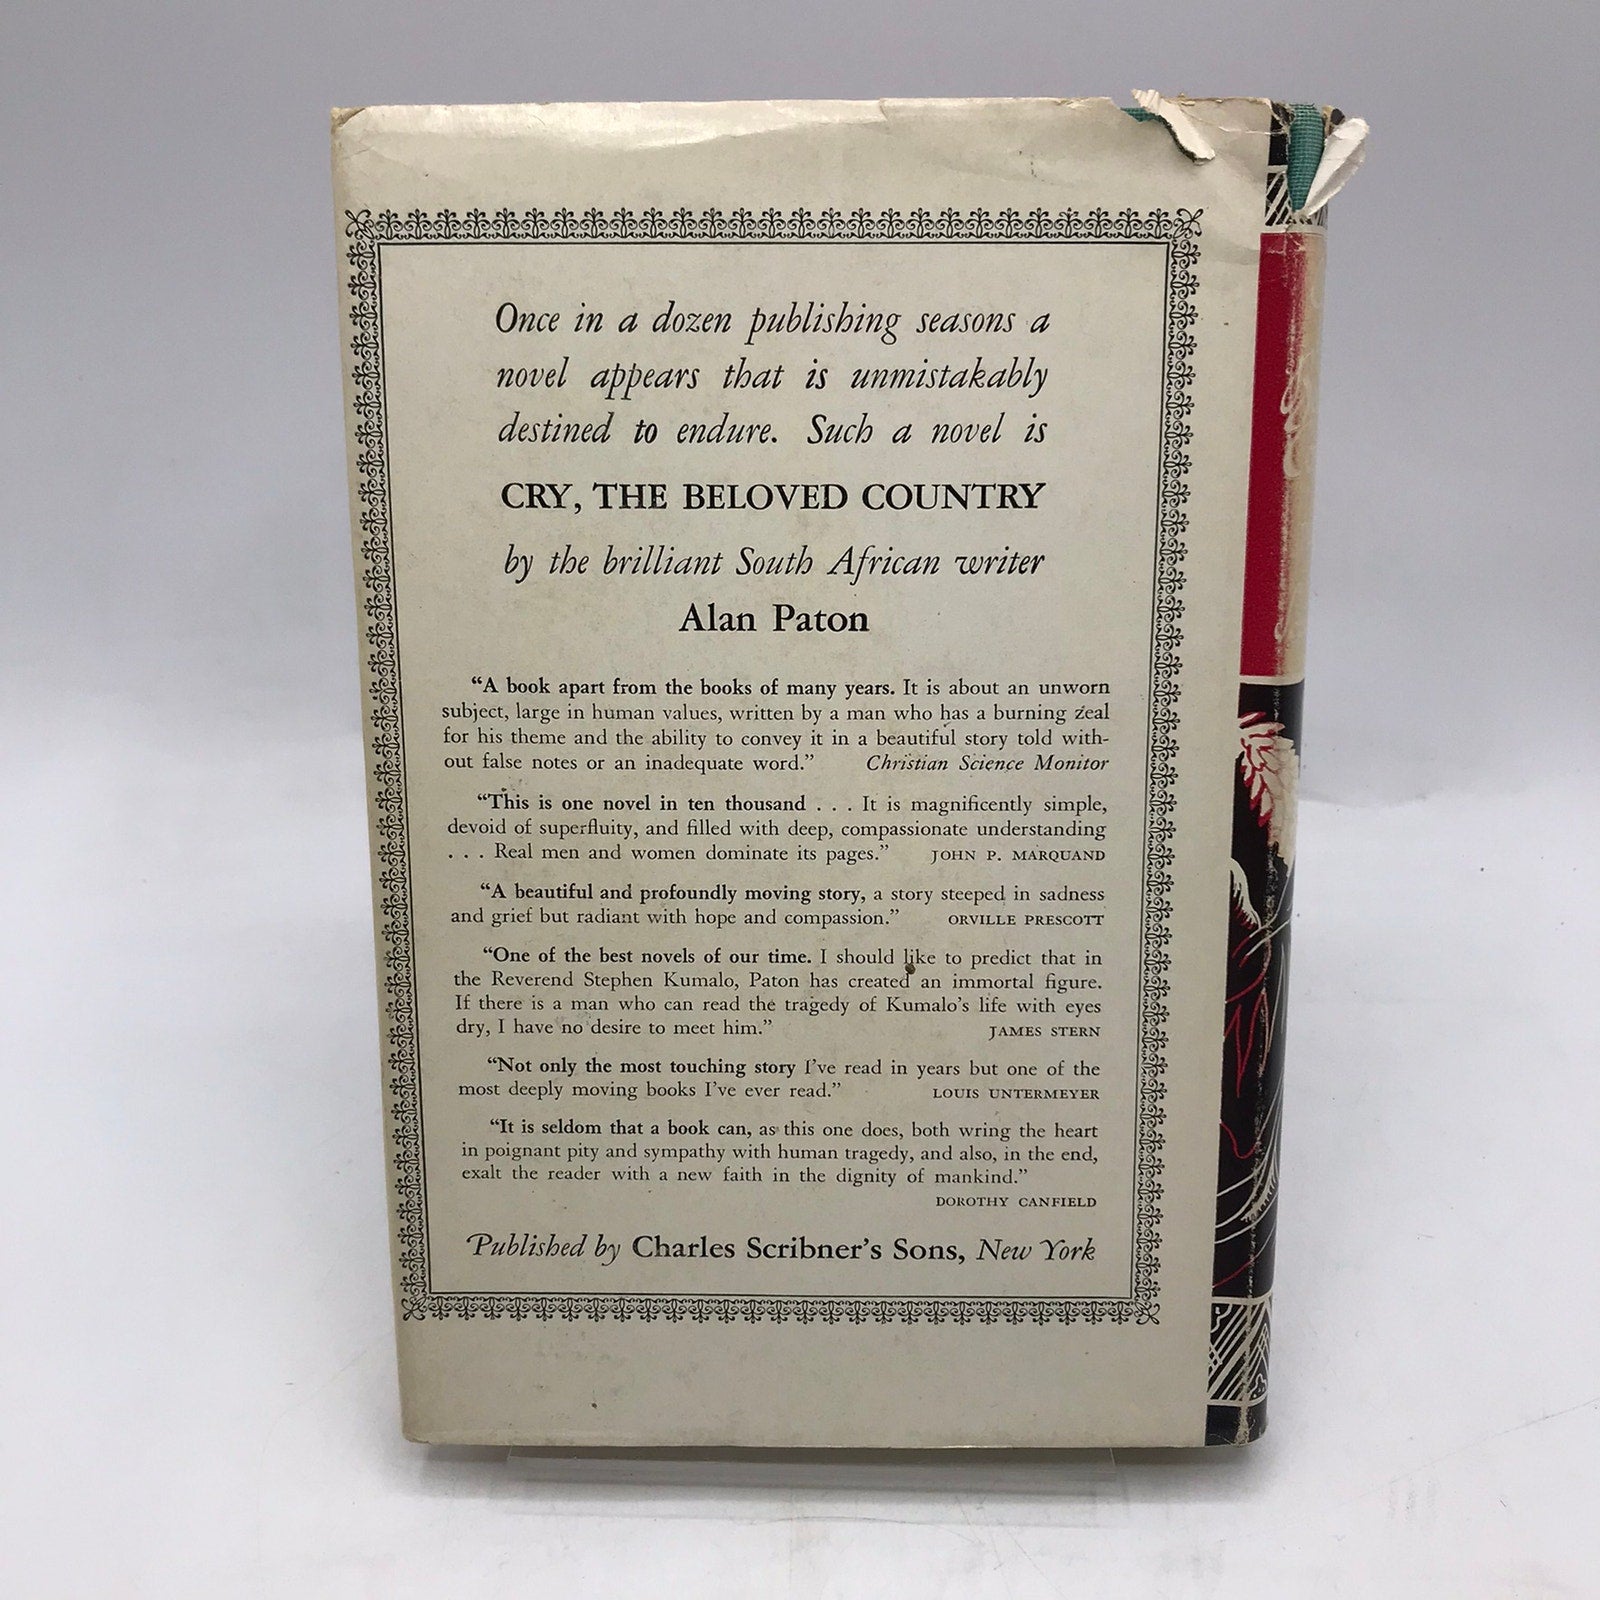 Once in a dozen publishing seasons a
novel appears that is unmistakably
destined to endure. Such a novel is
CRY, THE BELOVED COUNTRY
by the brilliant South African writer
Alan Paton
“A book apart from the books of many years. It is about an unworn
subject, large in human values, written by a man who has a burning zeal
for his theme and the ability to convey it in a beautiful story told with-
out false notes or an inadequate word.” Christian Science Monitor
“This is one novel in ten thousand . . . It is magnificently simple,
devoid of superfluity, and filled with deep, compassionate understanding
. . . Real men and women dominate its pages.” JOHN P. MARQUAND
“A beautiful and profoundly moving story, a story steeped in sadness
and grief but radiant with hope and compassion.” ORVILLE PRESCOTT
“One of the best novels of our time. I should like to predict that in
the Reverend Stephen Kumalo, Paton has created an immortal figure.
If there is a man who can read the tragedy of Kumalo’s life with eyes
dry, I have no desire to meet him.” JAMES STERN
“Not only the most touching story I’ve read in years but one of the
most deeply moving books I’ve ever read.” LOUIS UNTERMEYER
“It is seldom that a book can, as this one does, both wring the heart
in poignant pity and sympathy with human tragedy, and also, in the end,
exalt the reader with a new faith in the dignity of mankind.”
DOROTHY CANFIELD
Published by Charles Scribner’s Sons, New York